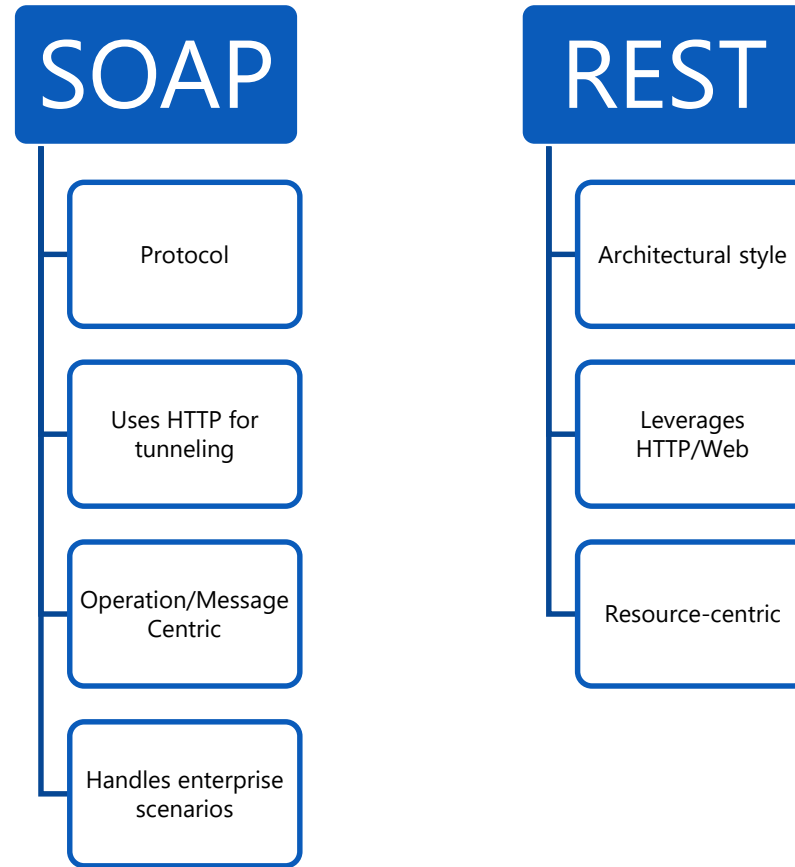 SOAP
Protocol
Uses HTTP for
tunneling
Operation/Message
Centric
Handles enterprise
scenarios
REST
Architectural style
Leverages
HTTP/Web
Resource-centric